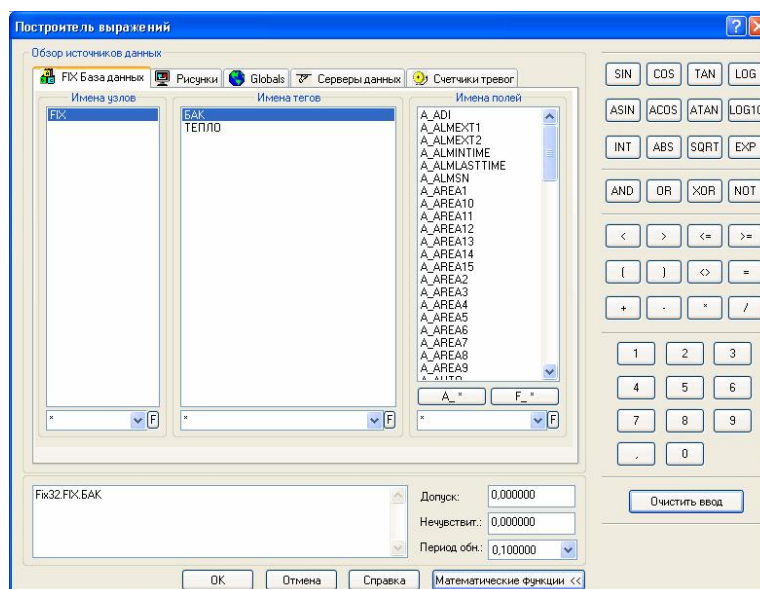 Построитель выражений
Обзор источников данных
FIX База данных Рисунки Globals Серверы данных Счетчики тревог
Имена узлов Имена тегов Имена полей
FIX
БАК
ТЕПЛО
A_ADI
A_ALMEXT1
A_ALMEXT2
A_ALMINTIME
A_ALMLASTTIME
A_ALMSN
A_AREA1
A_AREA10
A_AREA11
A_AREA12
A_AREA13
A_AREA14
A_AREA15
A_AREA2
A_AREA3
A_AREA4
A_AREA5
A_AREA6
A_AREA7
A_AREA8
A_AREA9
A_AUTO
A_* F_*
* F * F * F
SIN COS TAN LOG
ASIN ACOS ATAN LOG10
INT ABS SQRT EXP
AND OR XOR NOT
< > <= >=
( ) <> =
+ - * /
1 2 3
4 5 6
7 8 9
, 0
Очистить ввод
Fix32.FIX.БАК
Допуск: 0,000000
Нечувствит.: 0,000000
Период обн.: 0,100000
OK Отмена Справка Математические функции <<